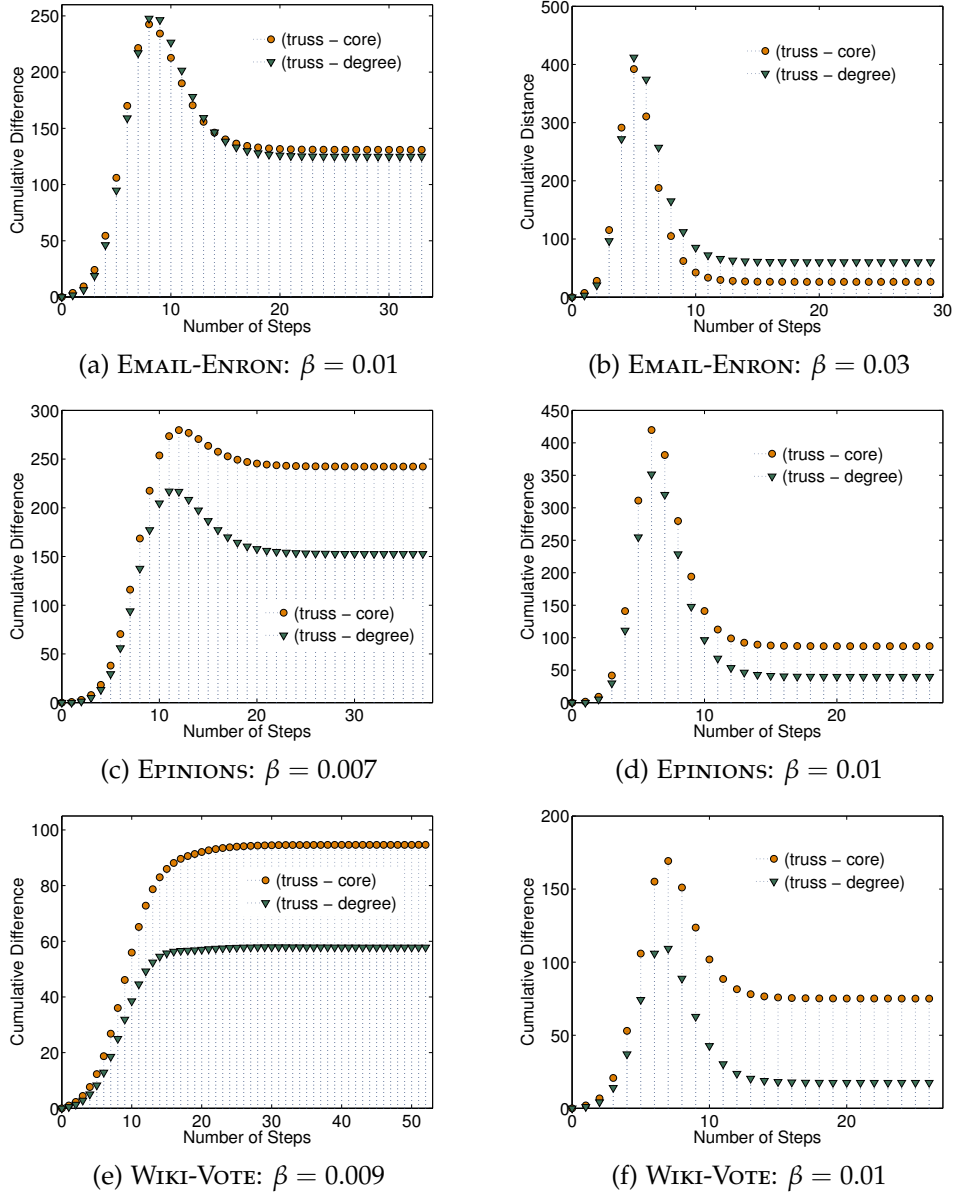 250
200
150
100
50
0
0 10 20 30
Cumulative Difference
Number of Steps
(truss − core)
(truss − degree)
(a) EMAIL-ENRON: β = 0.01
500
400
300
200
100
0
0 10 20 30
Cumulative Distance
Number of Steps
(truss − core)
(truss − degree)
(b) EMAIL-ENRON: β = 0.03
300
250
200
150
100
50
0
0 10 20 30
Cumulative Difference
Number of Steps
(truss − core)
(truss − degree)
(c) EPINIONS: β = 0.007
450
400
350
300
250
200
150
100
50
0
0 10 20
Cumulative Difference
Number of Steps
(truss − core)
(truss − degree)
(d) EPINIONS: β = 0.01
100
80
60
40
20
0
0 10 20 30 40 50
Cumulative Difference
Number of Steps
(truss − core)
(truss − degree)
(e) WIKI-VOTE: β = 0.009
200
150
100
50
0
0 10 20
Cumulative Difference
Number of Steps
(truss − core)
(truss − degree)
(f) WIKI-VOTE: β = 0.01